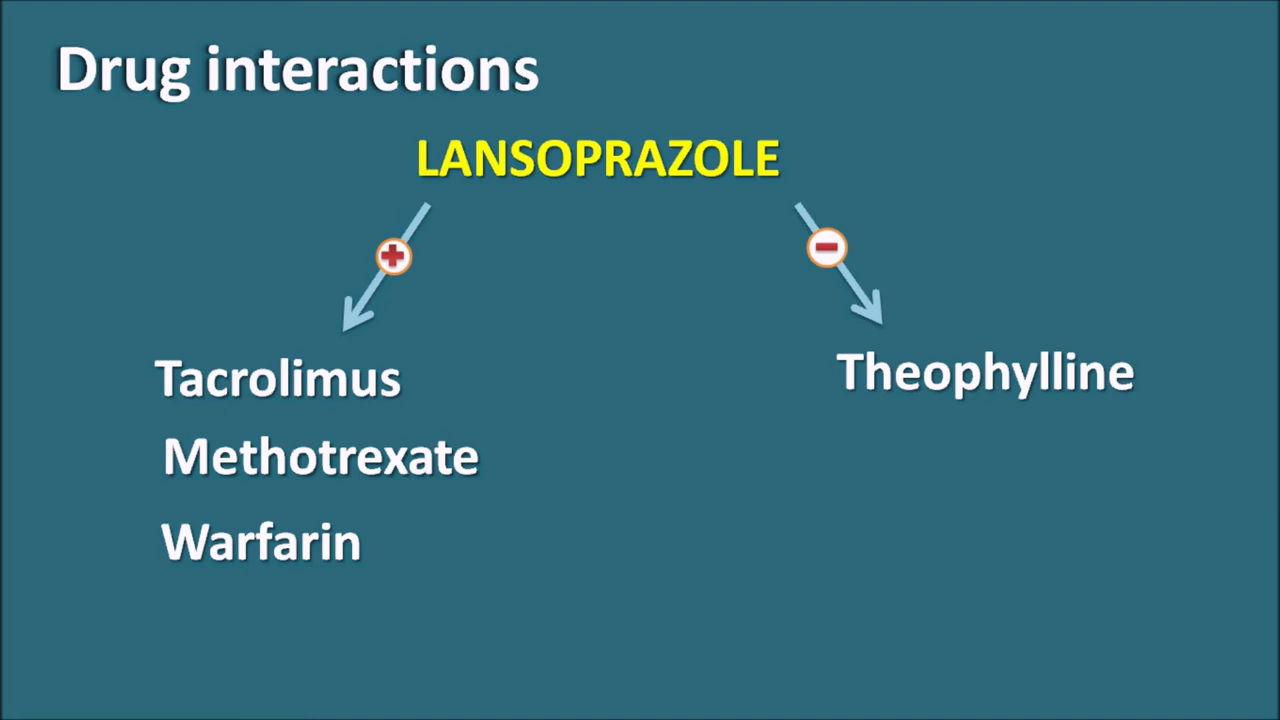 Drug interactions
LANSOPRAZOLE
Tacrolimus
Theophylline
Methotrexate
Warfarin